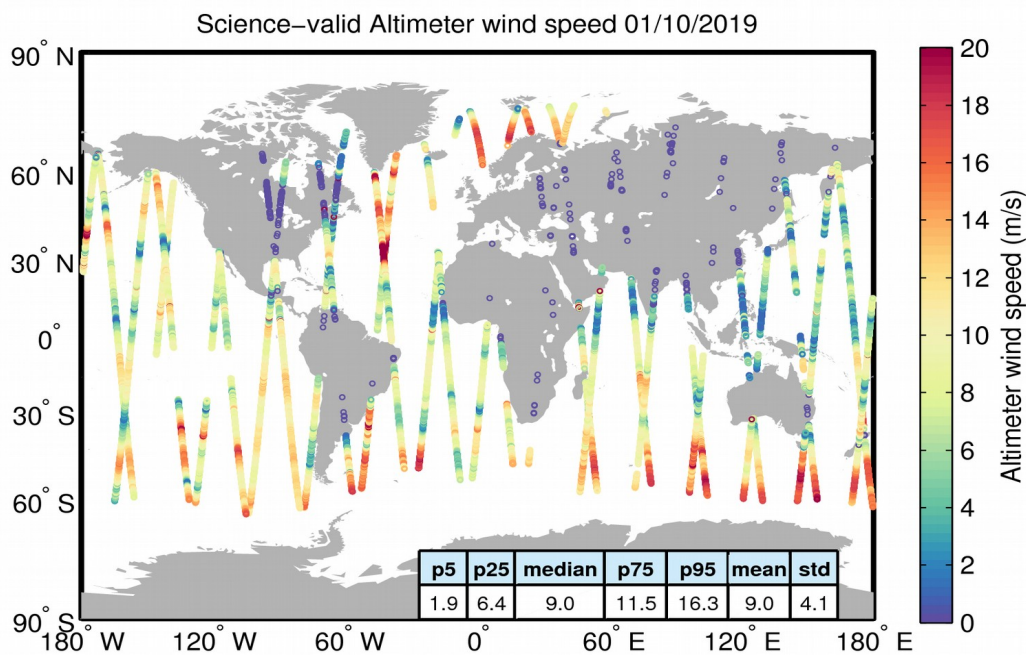 Science−valid Altimeter wind speed 01/10/2019
90° N
60° N
30° N
0°
30° S
60° S
90° S
180° W
120° W
60° W
0°
60° E
120° E
180° E
p5 p25 median p75 p95 mean std
1.9 6.4 9.0 11.5 16.3 9.0 4.1
20
18
16
14
12
10
8
6
4
2
0
Altimeter wind speed (m/s)